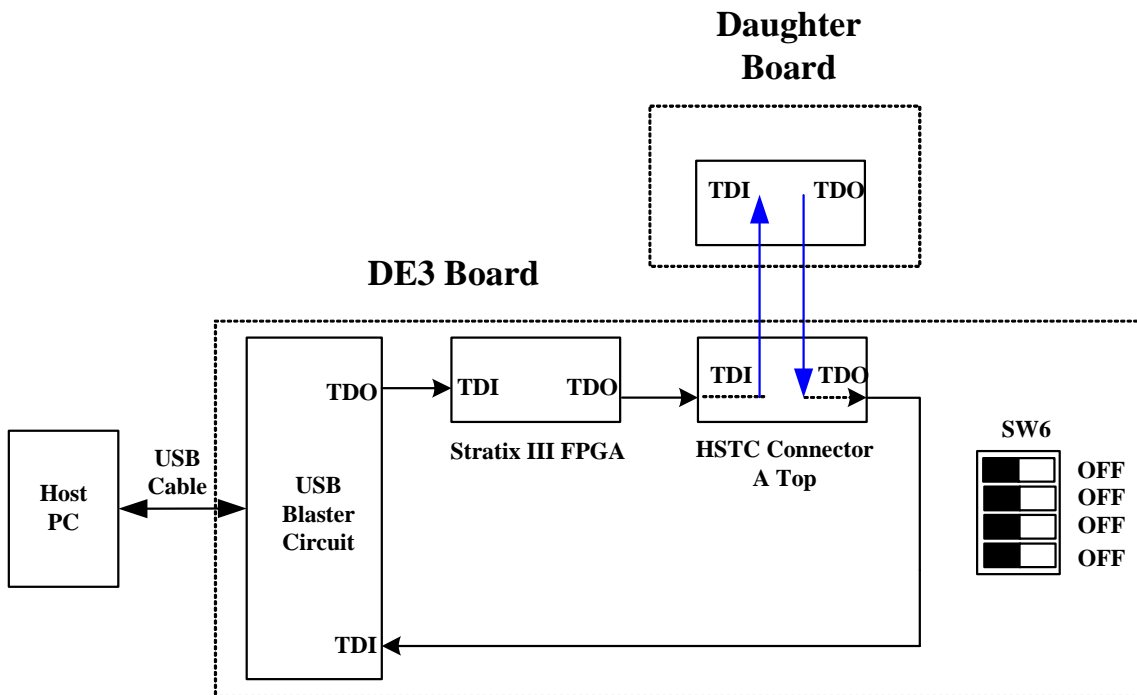 Daughter
Board
TDI
TDO
DE3 Board
TDO
TDI
TDO
TDI
TDO
Stratix III FPGA
HSTC Connector
A Top
SW6
OFF
OFF
OFF
OFF
USB
Cable
Host
PC
USB
Blaster
Circuit
TDI